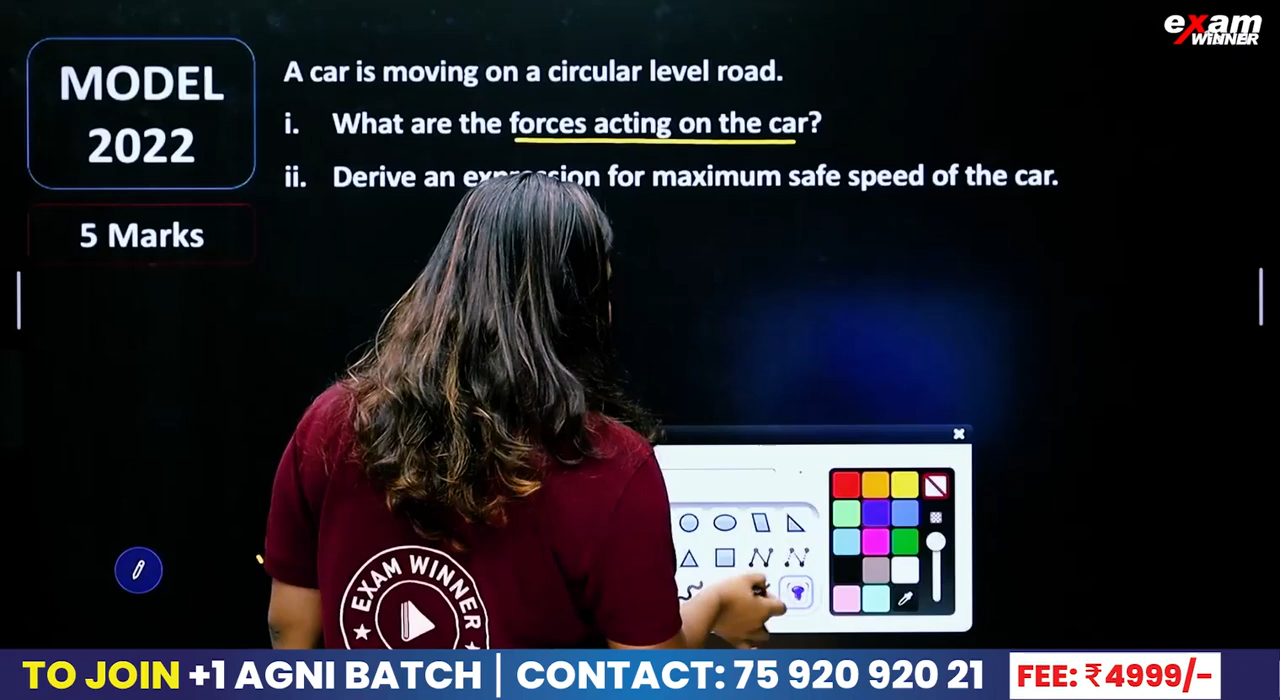 exam
WINNER
MODEL
2022
5 Marks
A car is moving on a circular level road.
i. What are the forces acting on the car?
ii. Derive an expression for maximum safe speed of the car.
EXAM WINNER
TO JOIN +1 AGNI BATCH | CONTACT: 75 920 920 21 FEE: ₹4999/-